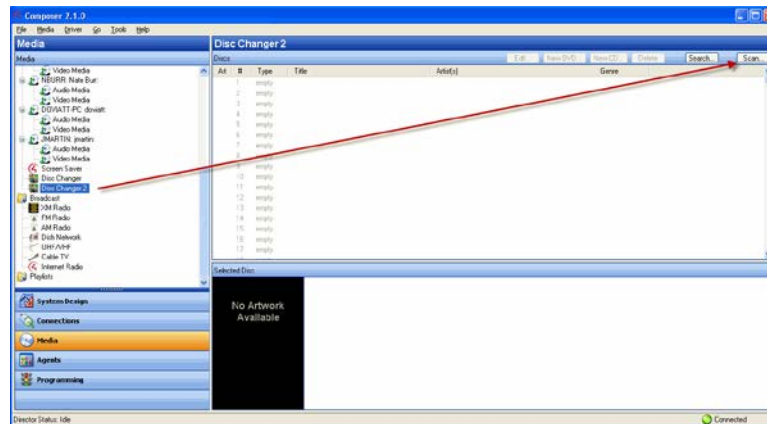 Composer 2.1.0
File Media Driver Go Tools Help
Media
Media
Video Media
NBURR: Nate Burr:
Audio Media
Video Media
DOVIATT-PC: doviatt:
Audio Media
Video Media
JMARTIN: jmartin:
Audio Media
Video Media
Screen Saver
Disc Changer
Disc Changer 2
Broadcast
XM Radio
FM Radio
AM Radio
Dish Network
UHF/VHF
Cable TV
Internet Radio
Playlists
System Design
Connections
Media
Agents
Programming
Disc Changer 2
Discs
Edit... New DVD... New CD... Delete Search... Scan...
Art # Type Title Artist(s) Genre
1 empty
2 empty
3 empty
4 empty
5 empty
6 empty
7 empty
8 empty
9 empty
10 empty
11 empty
12 empty
13 empty
14 empty
15 empty
16 empty
17 empty
Selected Disc
No Artwork
Available
Director Status: Idle
Connected